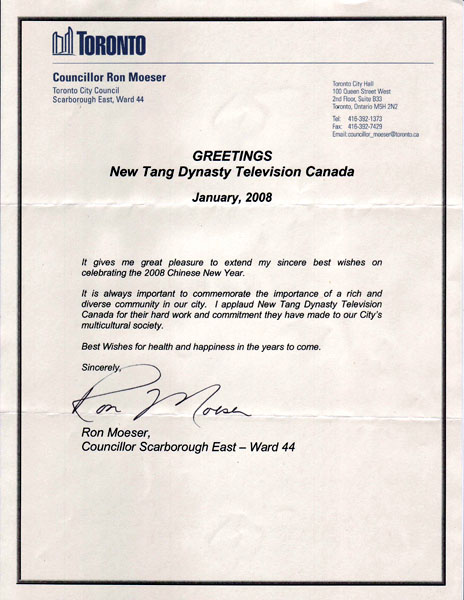 TORONTO
Councillor Ron Moeser
Toronto City Council
Scarborough East, Ward 44
Toronto City Hall
100 Queen Street West
2nd Floor, Suite B33
Toronto, Ontario M5H 2N2
Tel: 416-392-1373
Fax: 416-392-7429
Email:councillor_moeser@toronto.ca
GREETINGS
New Tang Dynasty Television Canada
January, 2008
It gives me great pleasure to extend my sincere best wishes on
celebrating the 2008 Chinese New Year.
It is always important to commemorate the importance of a rich and
diverse community in our city. I applaud New Tang Dynasty Television
Canada for their hard work and commitment they have made to our City's
multicultural society.
Best Wishes for health and happiness in the years to come.
Sincerely,
Ron Moeser
Ron Moeser,
Councillor Scarborough East – Ward 44